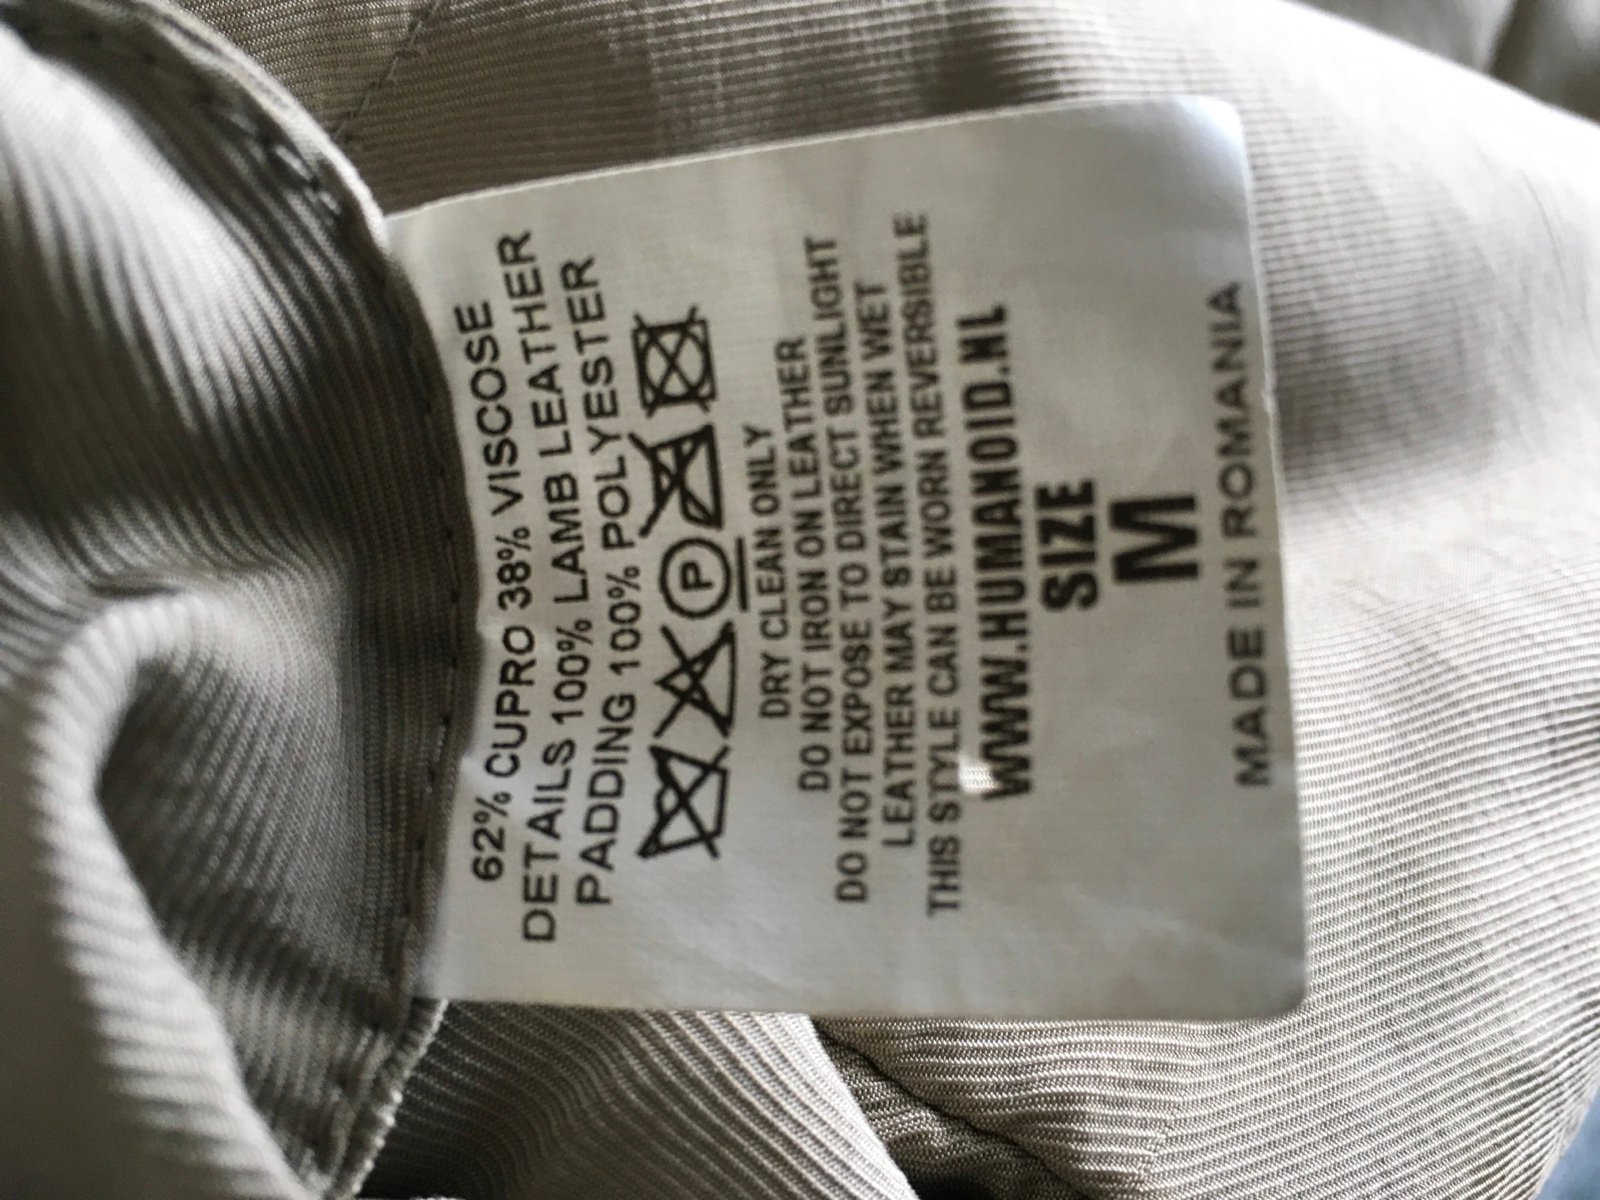 62% CUPRO 38% VISCOSE
DETAILS 100% LAMB LEATHER
PADDING 100% POLYESTER
P
DRY CLEAN ONLY
DO NOT IRON ON LEATHER
DO NOT EXPOSE TO DIRECT SUNLIGHT
LEATHER MAY STAIN WHEN WET
THIS STYLE CAN BE WORN REVERSIBLE
WWW.HUMANOID.NL
SIZE
M
MADE IN ROMANIA